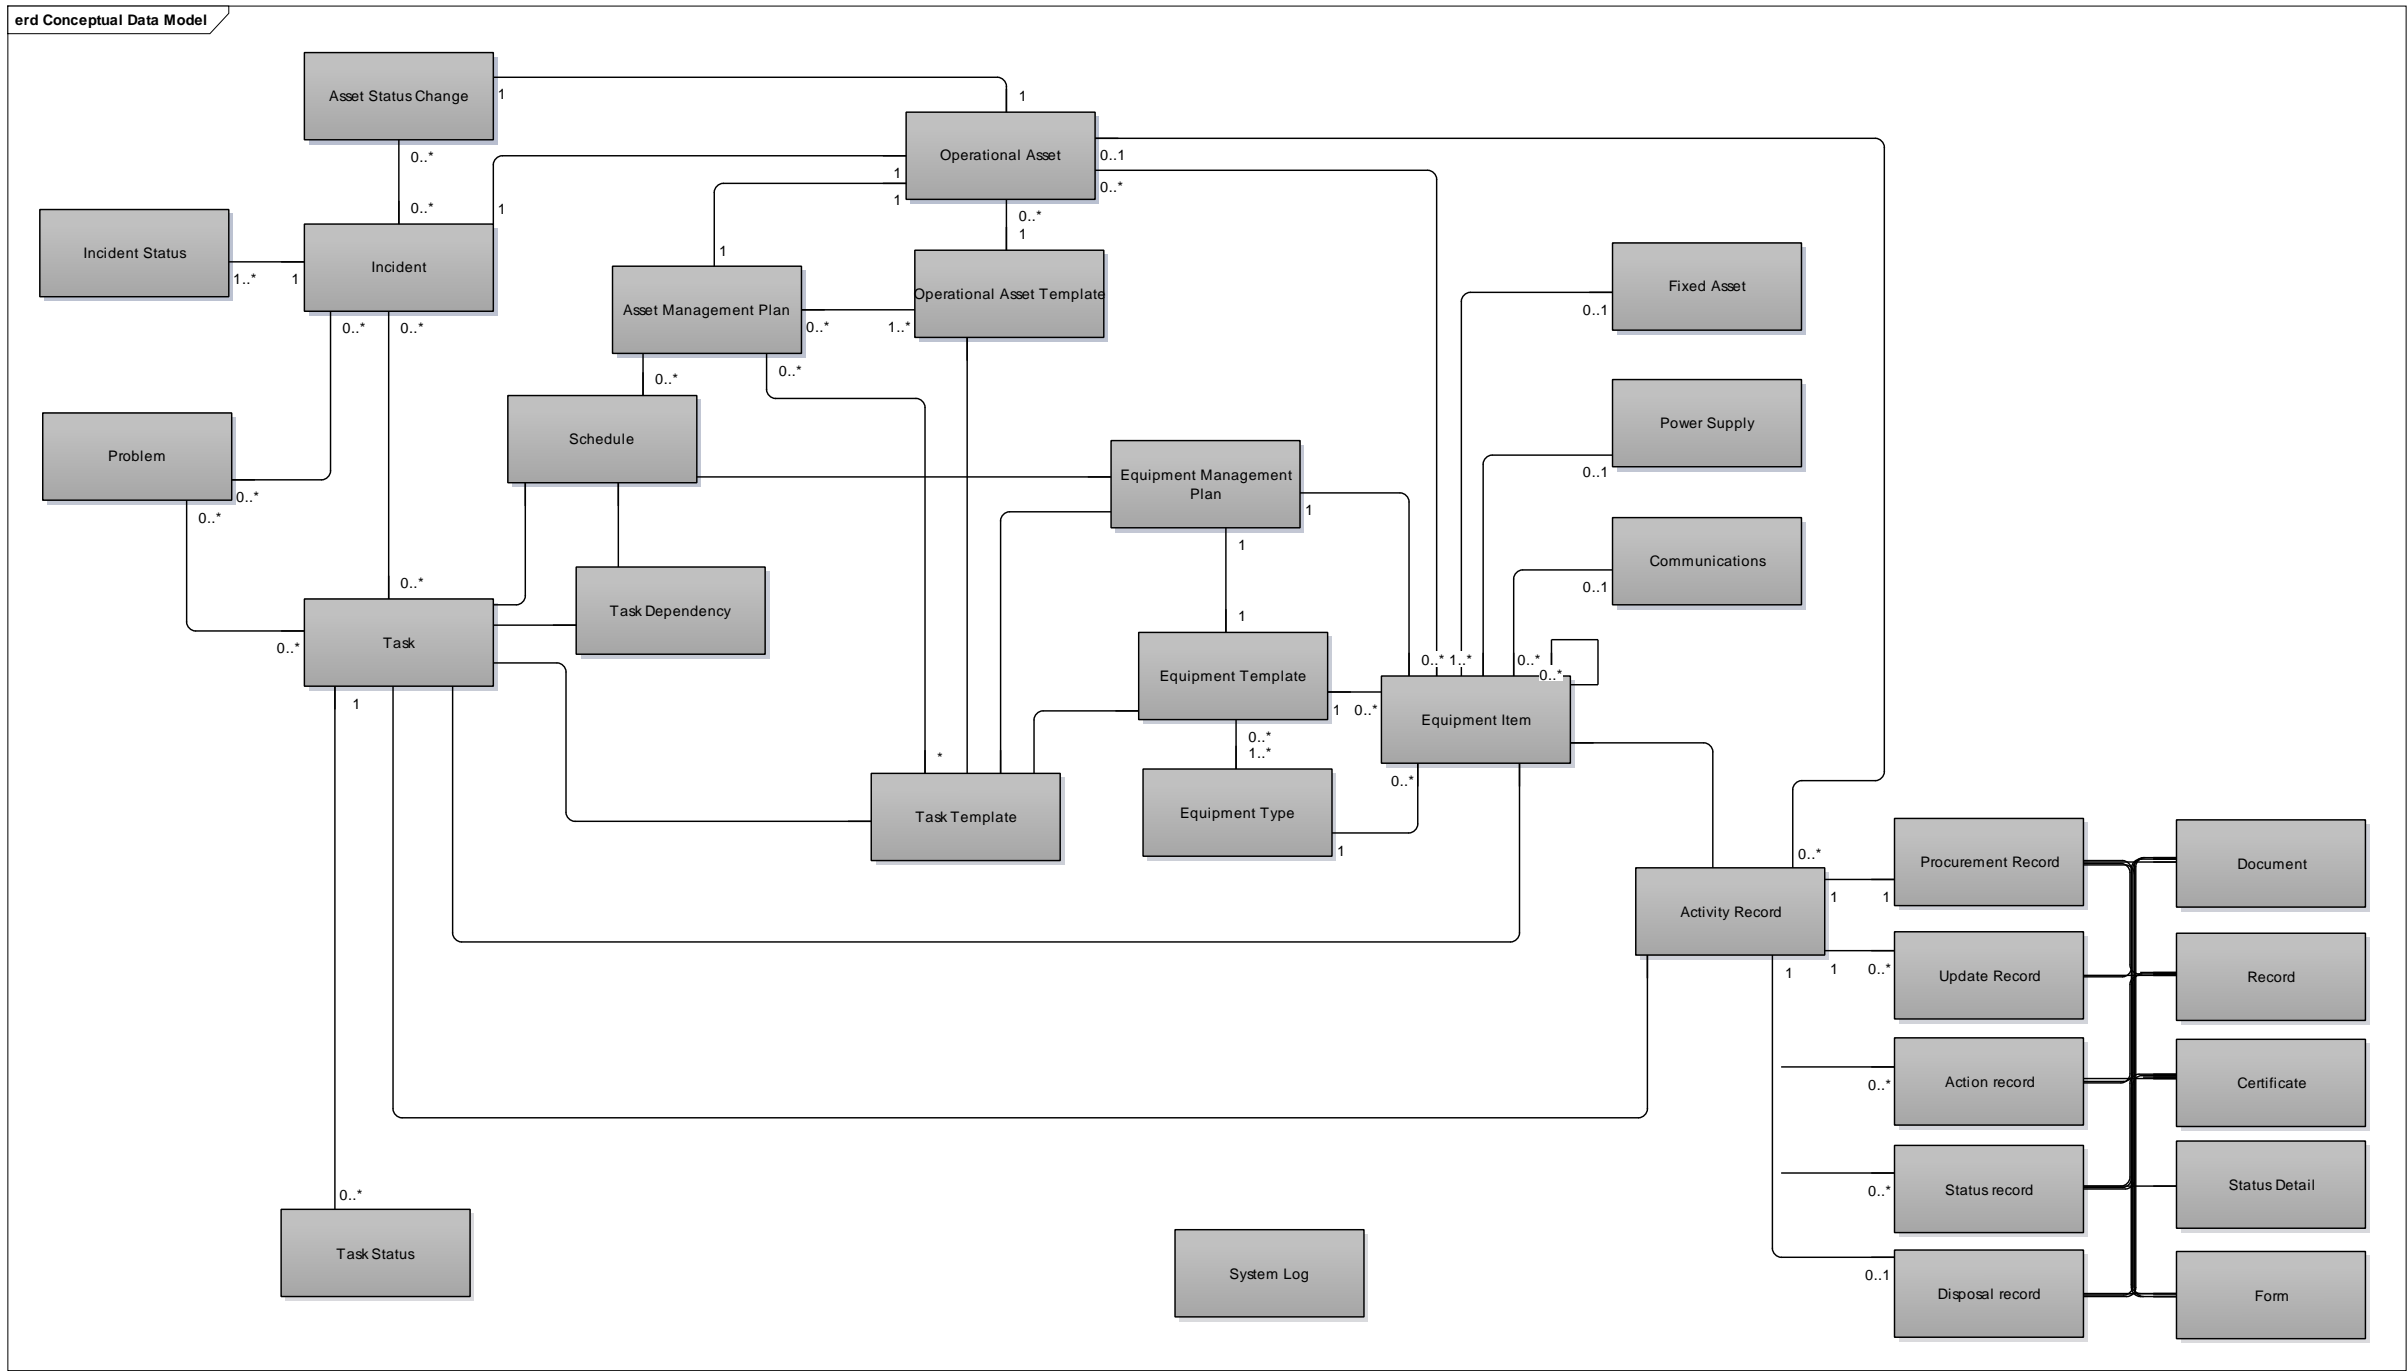 erd Conceptual Data Model
Asset Status Change
1
1
Operational Asset
0..*
0..1
1
0..*
1
0..*
1
0..*
1
Incident Status
1..*
1
Incident
1
Asset Management Plan
0..*
1..*
Operational Asset Template
Fixed Asset
0..1
0..*
0..*
0..*
0..*
Problem
0..*
0..*
Schedule
Power Supply
0..1
Equipment Management
Plan
1
1
Communications
0..1
0..*
Task
0..*
1
Task Dependency
1
Equipment Template
1
0..*
0..*
1..*
0..*
0..*
Equipment Item
0..*
0..*
1..*
*
Task Template
Equipment Type
1
0..*
Activity Record
1
1
1
0..*
1
Procurement Record
Document
Update Record
Record
0..*
Action record
Certificate
0..*
Status record
Status Detail
0..*
Task Status
System Log
0..1
Disposal record
Form